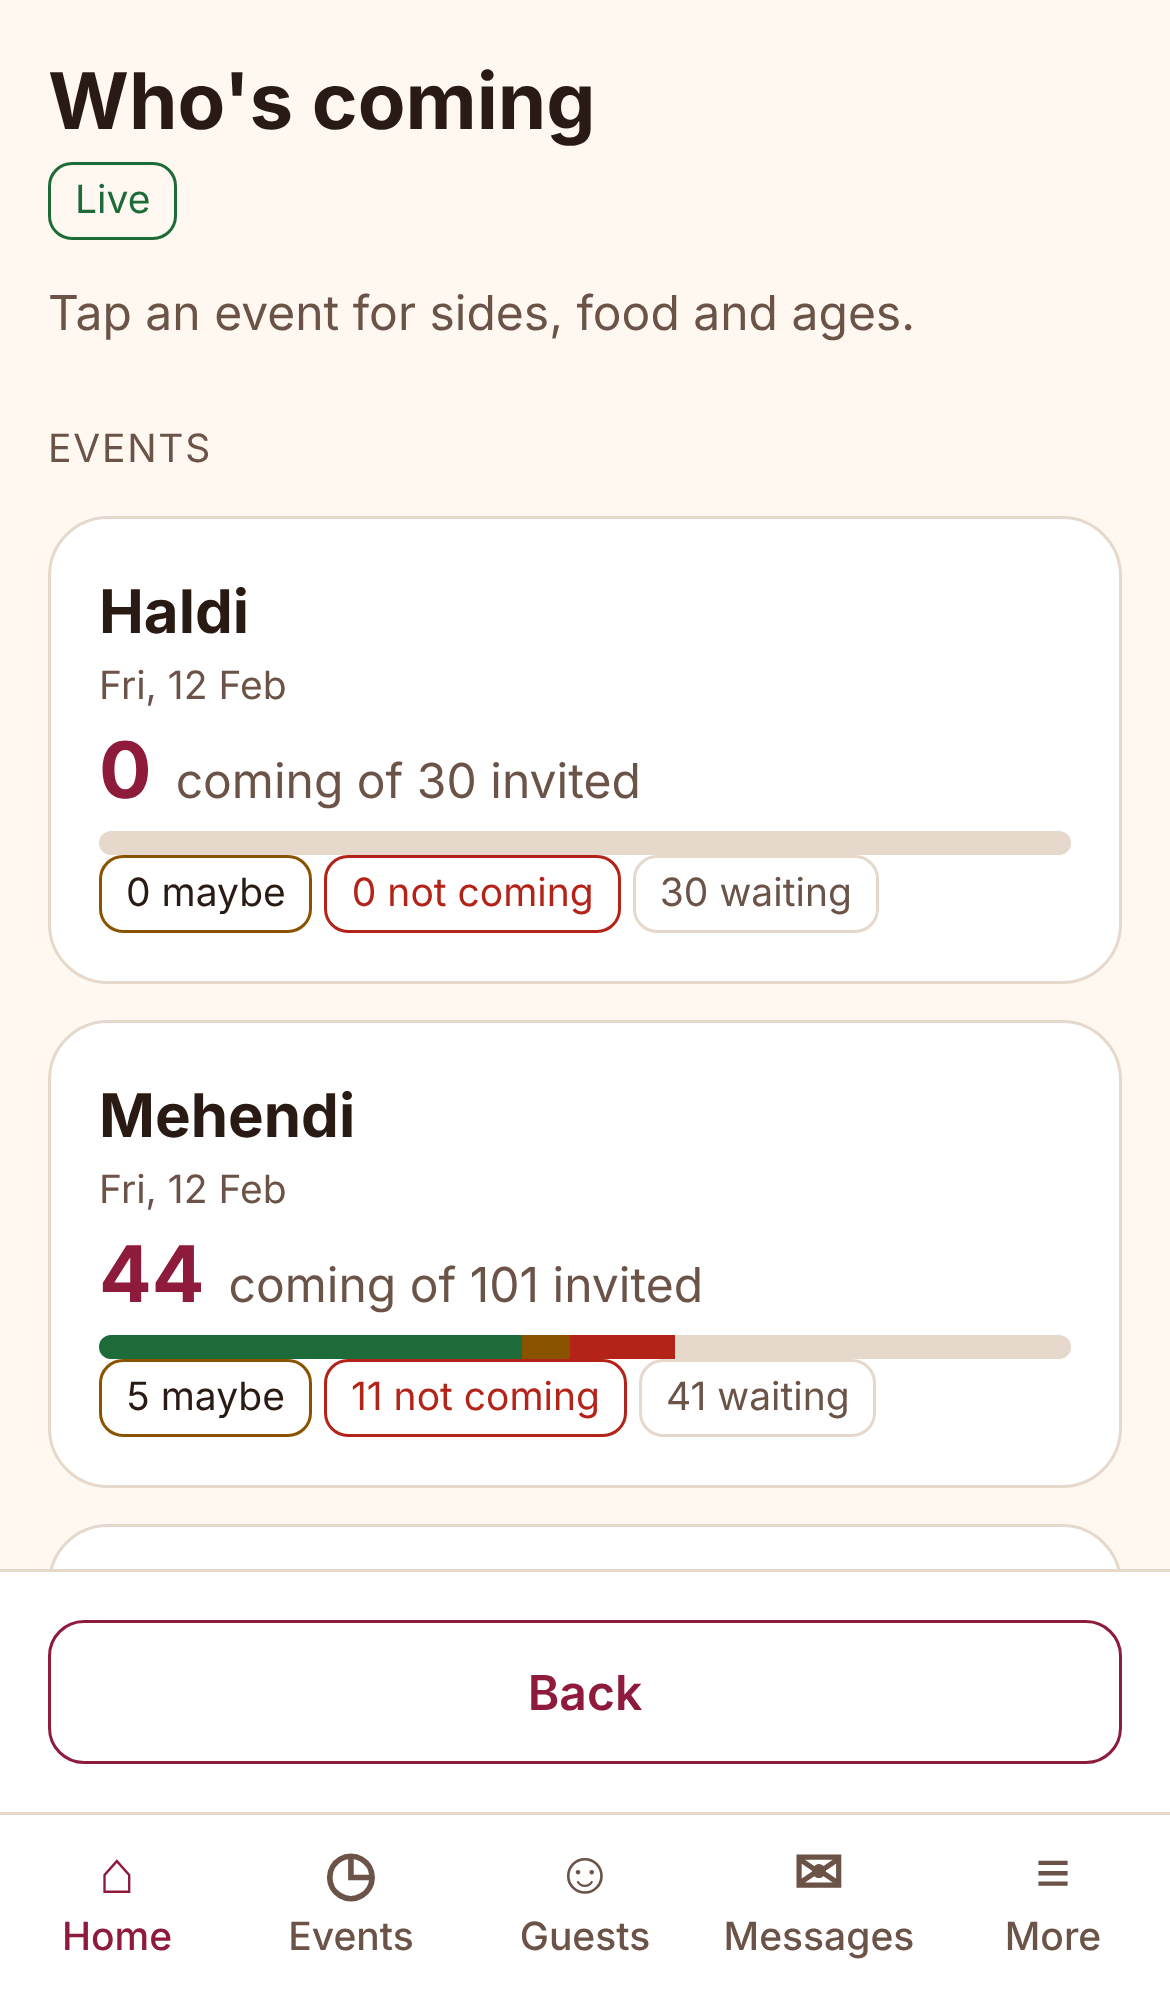 Who's coming
Live
Tap an event for sides, food and ages.
EVENTS
Haldi
Fri, 12 Feb
0 coming of 30 invited
0 maybe 0 not coming 30 waiting
Mehendi
Fri, 12 Feb
44 coming of 101 invited
5 maybe 11 not coming 41 waiting
Back
Home Events Guests Messages More